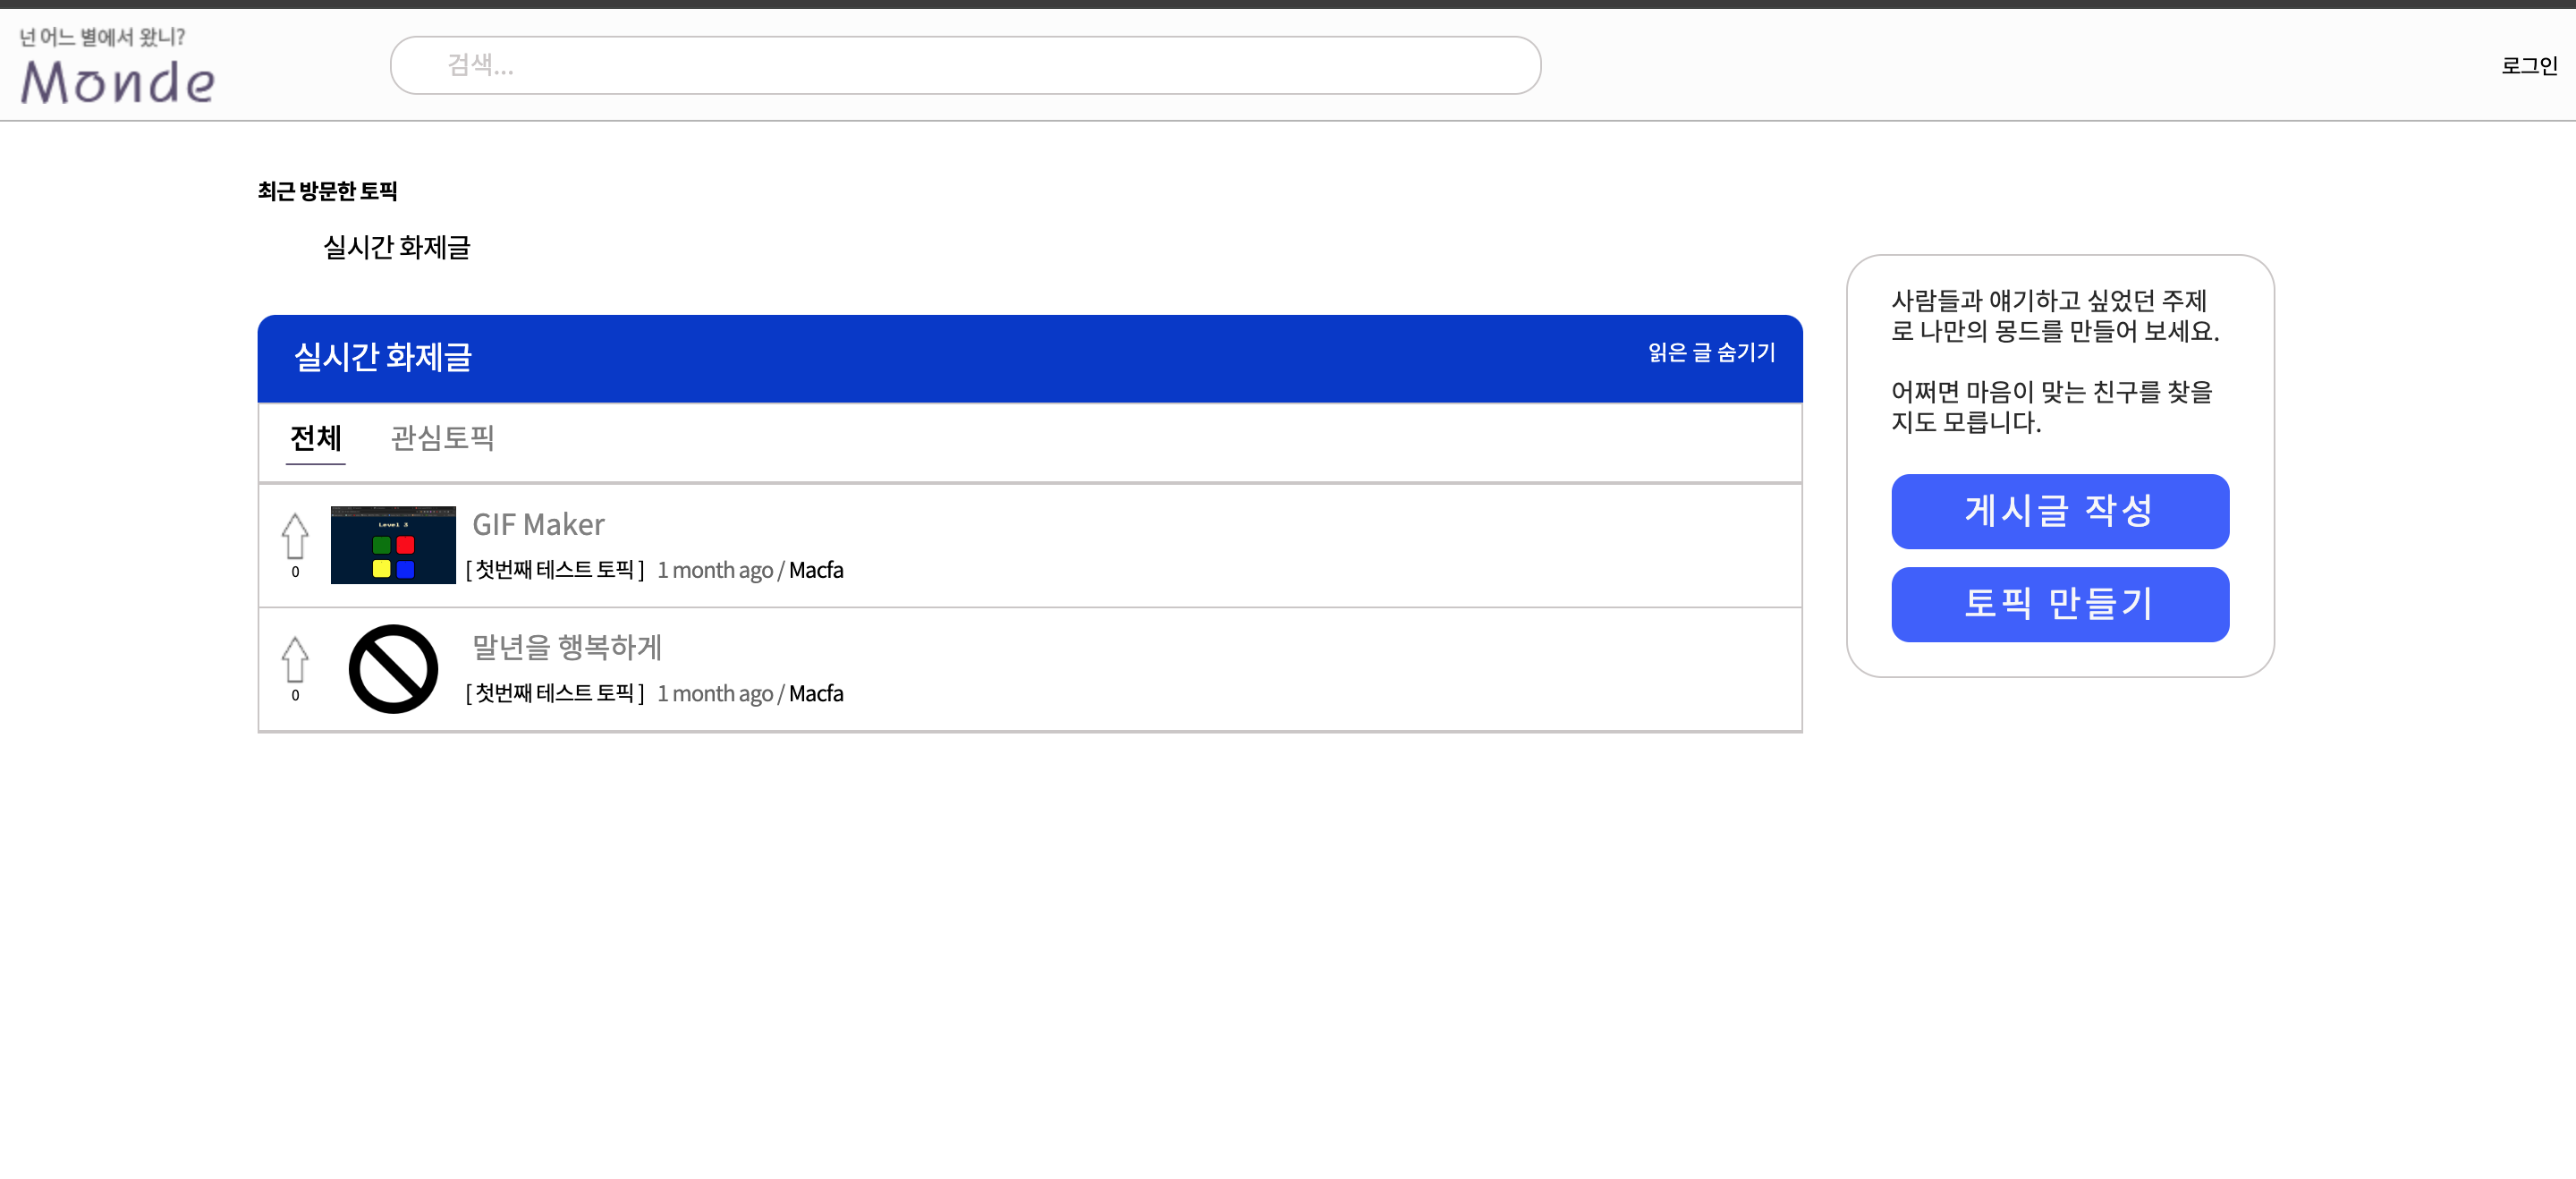 넌 어느 별에서 왔니?
Monde
검색...
로그인
최근 방문한 토픽
실시간 화제글
실시간 화제글
읽은 글 숨기기
전체
관심토픽
Level 3
GIF Maker
0
[ 첫번째 테스트 토픽 ] 1 month ago / Macfa
말년을 행복하게
0
[ 첫번째 테스트 토픽 ] 1 month ago / Macfa
사람들과 얘기하고 싶었던 주제
로 나만의 몽드를 만들어 보세요.
어쩌면 마음이 맞는 친구를 찾을
지도 모릅니다.
게시글 작성
토픽 만들기